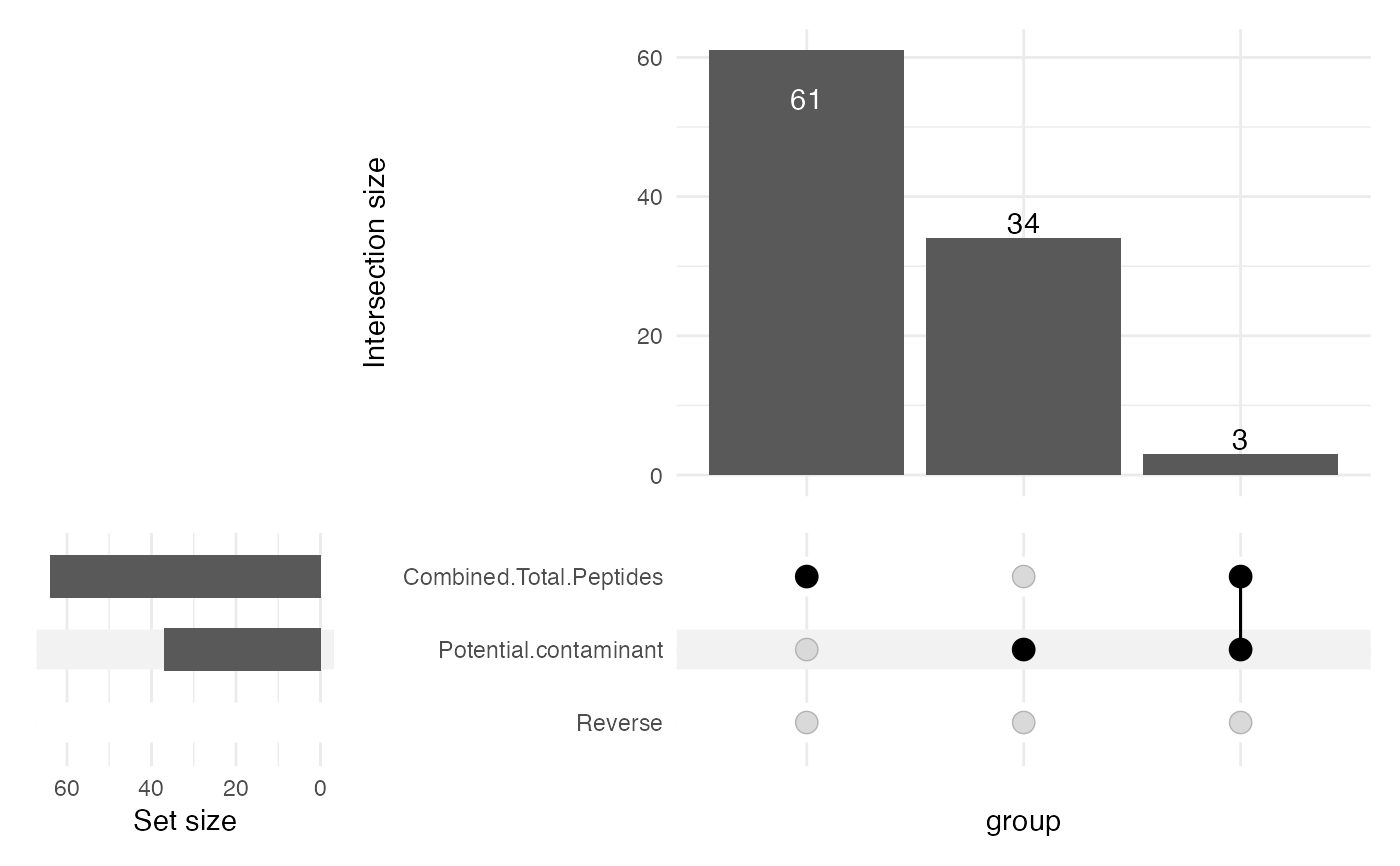 60
61
40
34
20
3
0
Intersection size
Combined.Total.Peptides
Potential.contaminant
Reverse
60 40 20 0
Set size
group